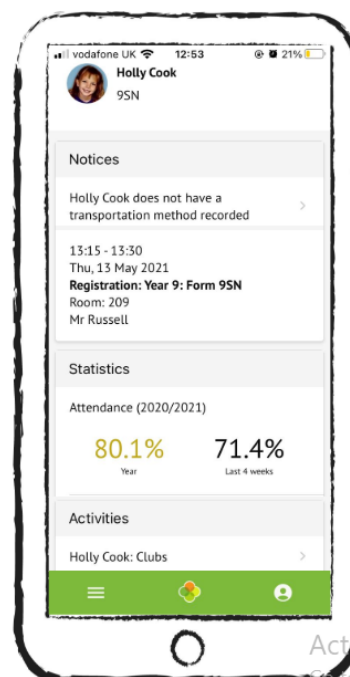 vodafone UK 12:53 21%
Holly Cook
9SN
Notices
Holly Cook does not have a
transportation method recorded
13:15 - 13:30
Thu, 13 May 2021
Registration: Year 9: Form 9SN
Room: 209
Mr Russell
Statistics
Attendance (2020/2021)
80.1% 71.4%
Year Last 4 weeks
Activities
Holly Cook: Clubs
Act